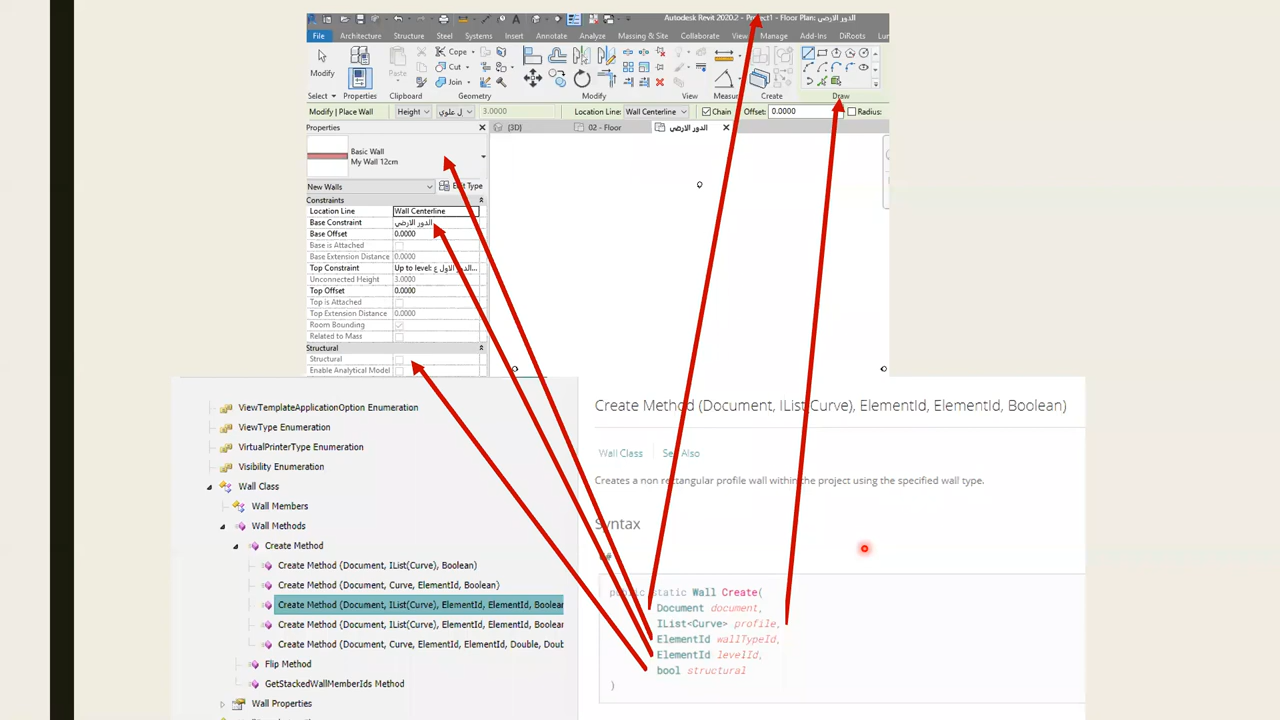 Autodesk Revit 2020.2 - Project1 - Floor Plan: الدور الارضي
File Architecture Structure Steel Systems Insert Annotate Analyze Massing & Site Collaborate View Manage Add-Ins DiRoots
Modify Paste Cope Cut Join
Select Properties Clipboard Geometry Modify View Measure Create Draw
Modify | Place Wall Height ل علوي 3.0000 Location Line: Wall Centerline Chain Offset: 0.0000 Radius:
Properties {3D} 02 - Floor الدور الارضي
Basic Wall
My Wall 12cm
New Walls Edit Type
Constraints
Location Line Wall Centerline
Base Constraint الدور الارضي
Base Offset 0.0000
Base is Attached
Base Extension Distance 0.0000
Top Constraint Up to level: الدور الاول ع...
Unconnected Height 3.0000
Top Offset 0.0000
Top is Attached
Top Extension Distance 0.0000
Room Bounding
Related to Mass
Structural
Structural
Enable Analytical Model
ViewTemplateApplicationOption Enumeration
ViewType Enumeration
VirtualPrinterType Enumeration
Visibility Enumeration
Wall Class
Wall Members
Wall Methods
Create Method
Create Method (Document, IList(Curve), Boolean)
Create Method (Document, Curve, ElementId, Boolean)
Create Method (Document, IList(Curve), ElementId, ElementId, Boolear
Create Method (Document, IList(Curve), ElementId, ElementId, Boolear
Create Method (Document, Curve, ElementId, ElementId, Double, Doub
Flip Method
GetStackedWallMemberIds Method
Wall Properties
Create Method (Document, IList(Curve), ElementId, ElementId, Boolean)
Wall Class See Also
Creates a non rectangular profile wall within the project using the specified wall type.
Syntax
C#
public static Wall Create(
Document document,
IList<Curve> profile,
ElementId wallTypeId,
ElementId levelId,
bool structural
)